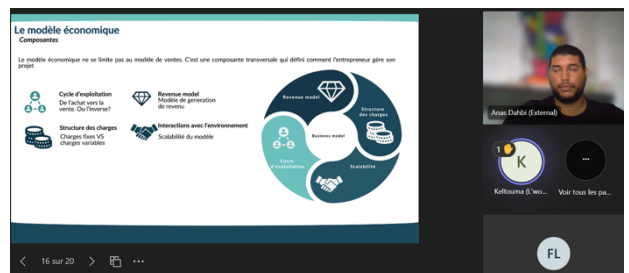 Le modèle économique
Composantes
Le modèle économique ne se limite pas au modèle de ventes. C'est une composante transversale qui défini comment l'entrepreneur gère son
projet
Cycle d'exploitation
De l'achat vers la
vente. Ou l'inverse?
Revenue model
Modèle de generation
de revenu
Structure des charges
Charges fixes VS
charges variables
Interactions avec l'environnement
Scalabilité du modèle
Revenue model
Structure
des charges
Business model
Cycle
d'exploitation
Scalabilité
16 sur 20
Anas Dahbi (External)
1
K
Keltouma (L'wo...
Voir tous les pa...
FL